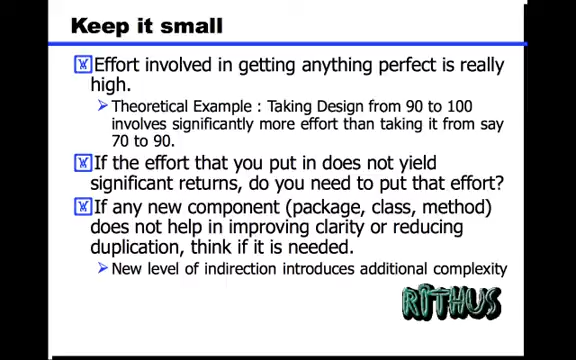 Keep it small
Effort involved in getting anything perfect is really
high.
Theoretical Example : Taking Design from 90 to 100
involves significantly more effort than taking it from say
70 to 90.
If the effort that you put in does not yield
significant returns, do you need to put that effort?
If any new component (package, class, method)
does not help in improving clarity or reducing
duplication, think if it is needed.
New level of indirection introduces additional complexity
RITHUS